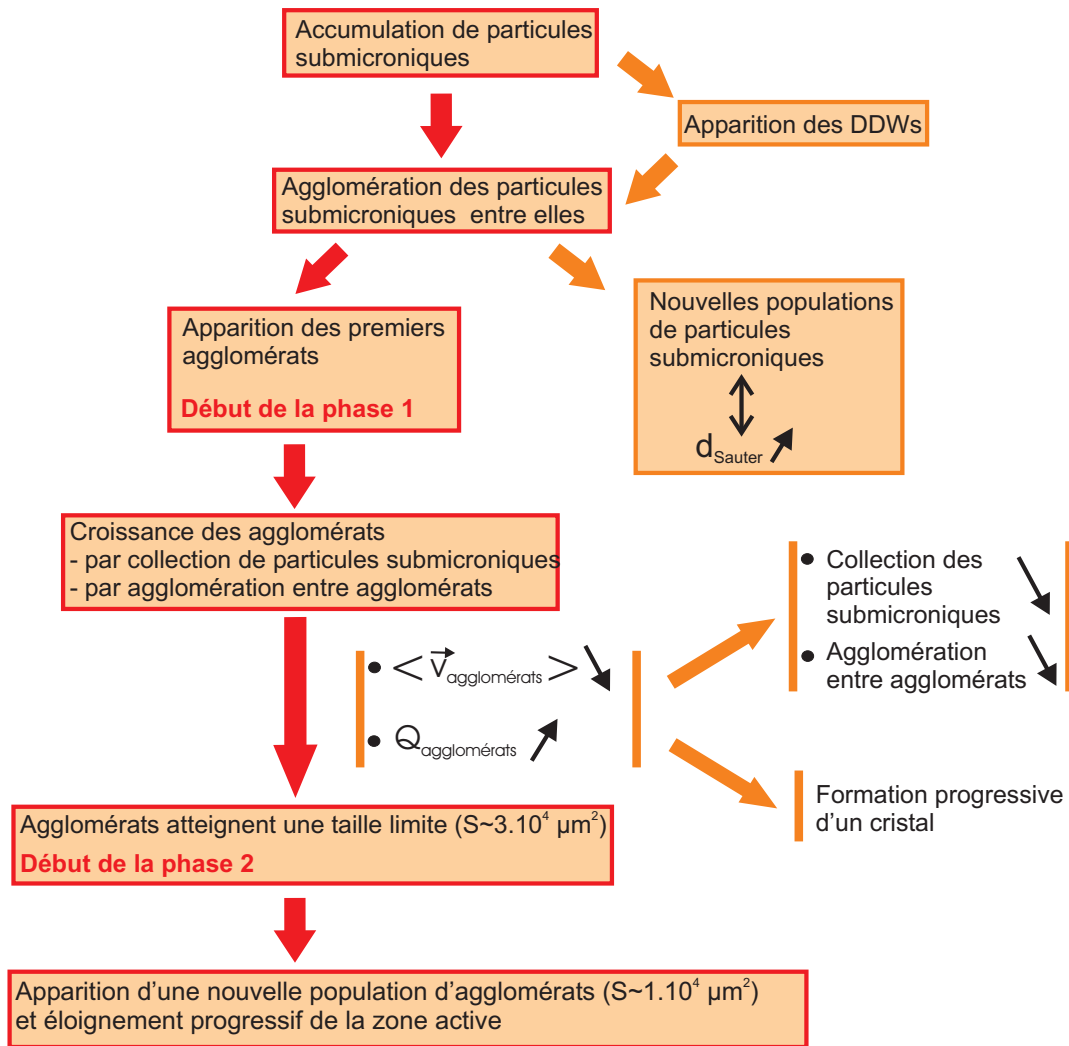 Accumulation de particules
submicroniques
Apparition des DDWs
Agglomération des particules
submicroniques entre elles
Apparition des premiers
agglomérats
Début de la phase 1
Nouvelles populations
de particules
submicroniques
d_Sauter
Croissance des agglomérats
- par collection de particules submicroniques
- par agglomération entre agglomérats
• < v⃗_agglomérats >
• Q_agglomérats
• Collection des
particules
submicroniques
• Agglomération
entre agglomérats
Formation progressive
d'un cristal
Agglomérats atteignent une taille limite (S~3.10⁴ µm²)
Début de la phase 2
Apparition d'une nouvelle population d'agglomérats (S~1.10⁴ µm²)
et éloignement progressif de la zone active